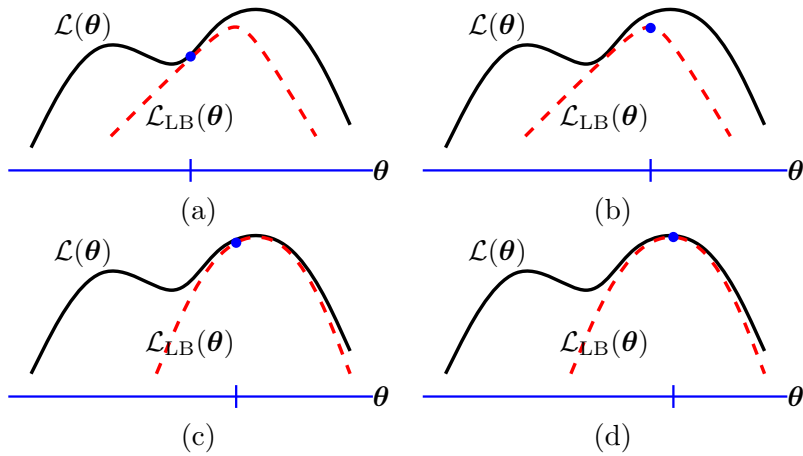 ℒ(𝜽) ℒ(𝜽)
ℒ_LB(𝜽) ℒ_LB(𝜽)
𝜽 𝜽
(a) (b)
ℒ(𝜽) ℒ(𝜽)
ℒ_LB(𝜽) ℒ_LB(𝜽)
𝜽 𝜽
(c) (d)